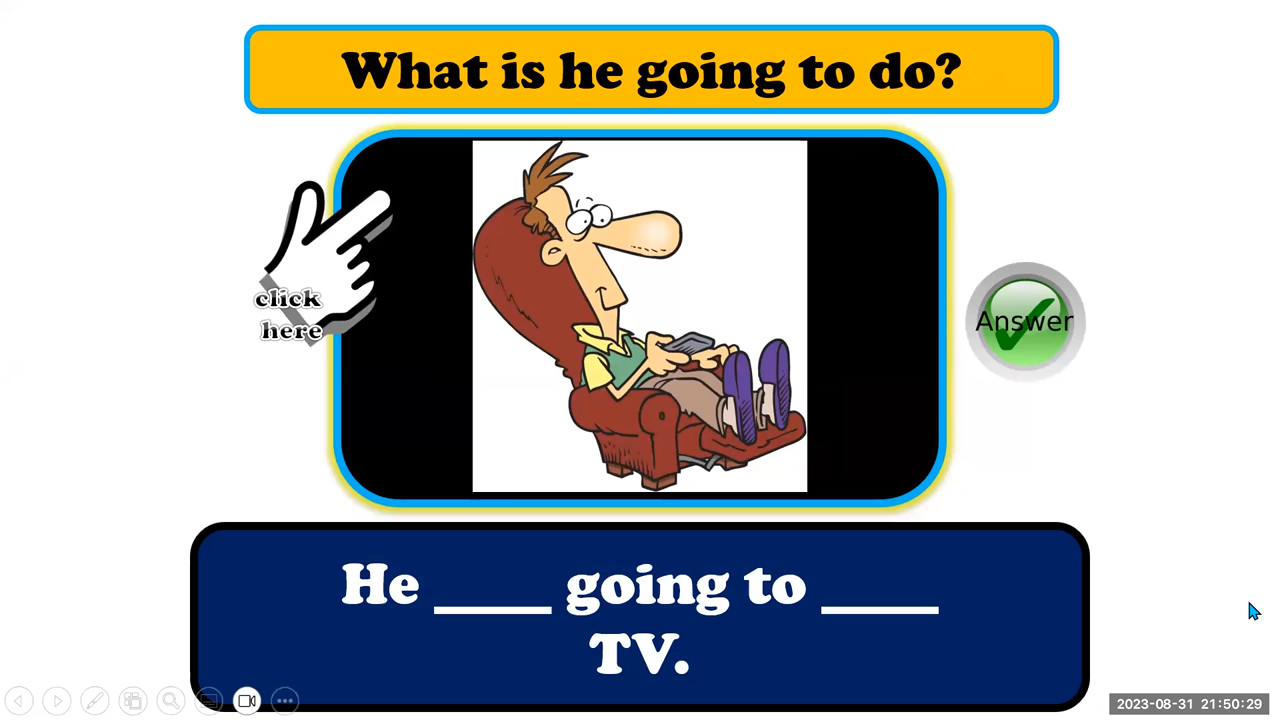 What is he going to do?
click
here
Answer
He ____ going to ____
TV.
2023-08-31 21:50:29